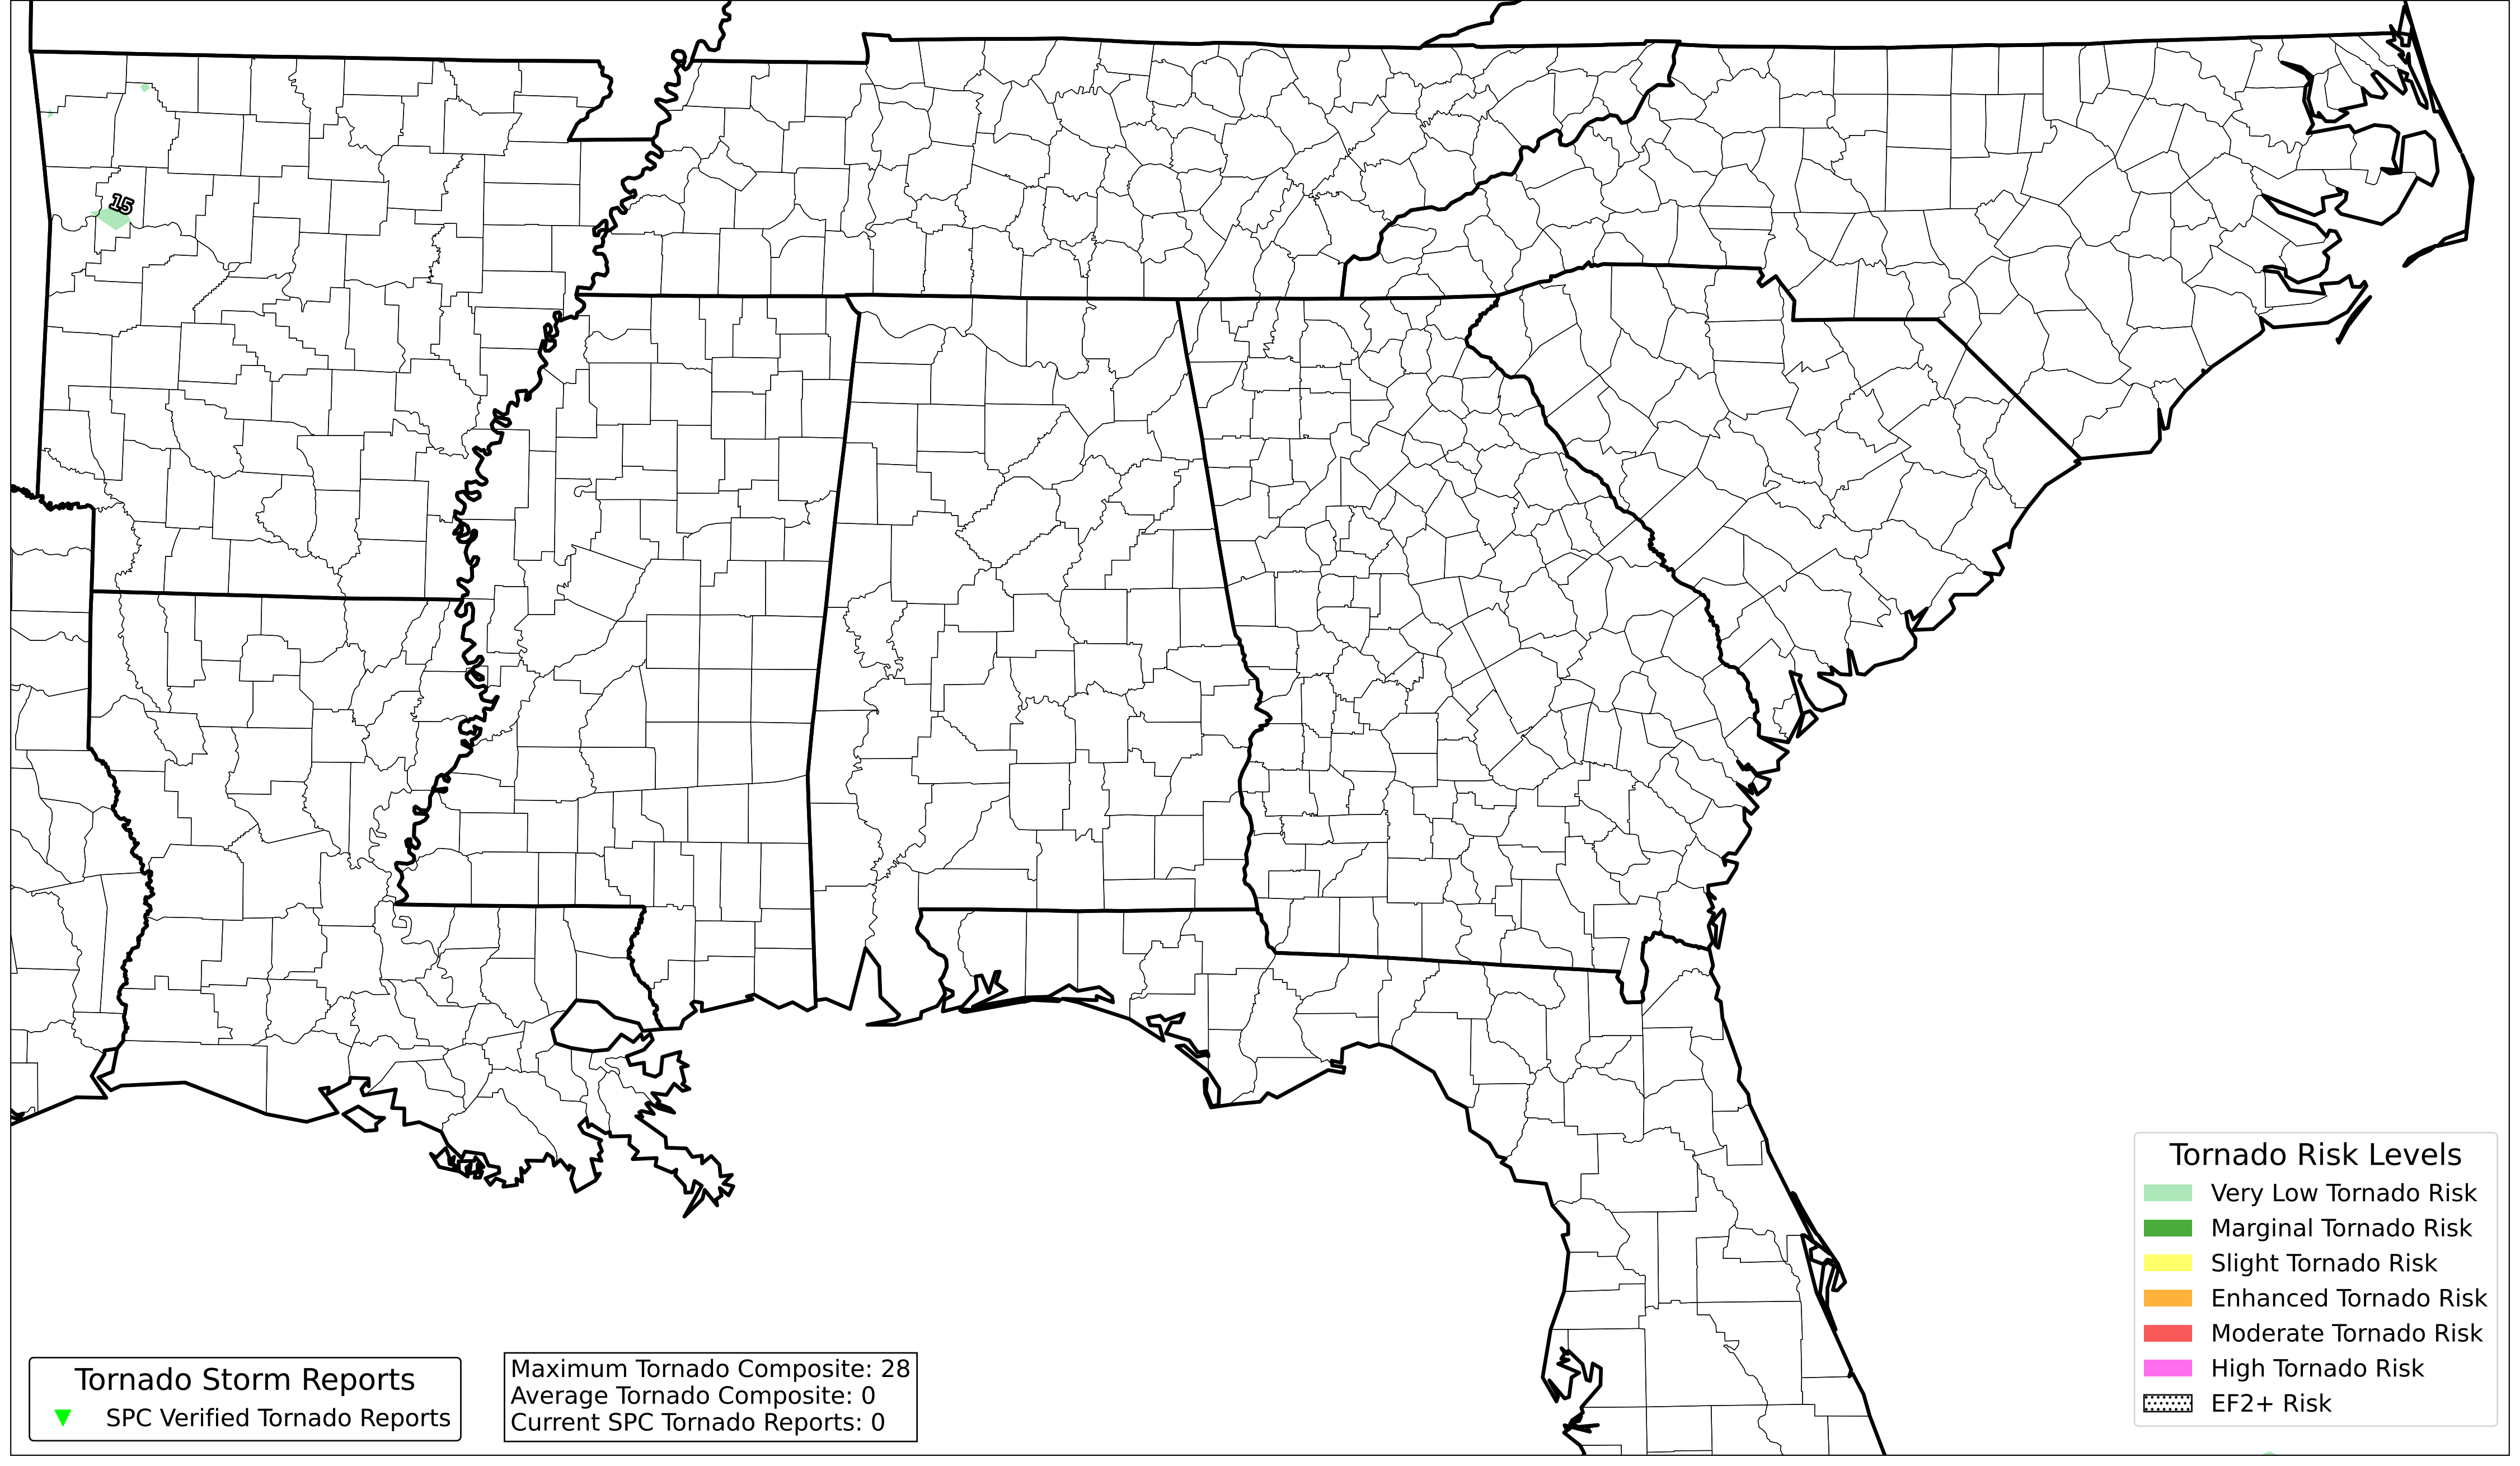 15
Tornado Risk Levels
Very Low Tornado Risk
Marginal Tornado Risk
Slight Tornado Risk
Enhanced Tornado Risk
Moderate Tornado Risk
High Tornado Risk
EF2+ Risk
Tornado Storm Reports
SPC Verified Tornado Reports
Maximum Tornado Composite: 28
Average Tornado Composite: 0
Current SPC Tornado Reports: 0